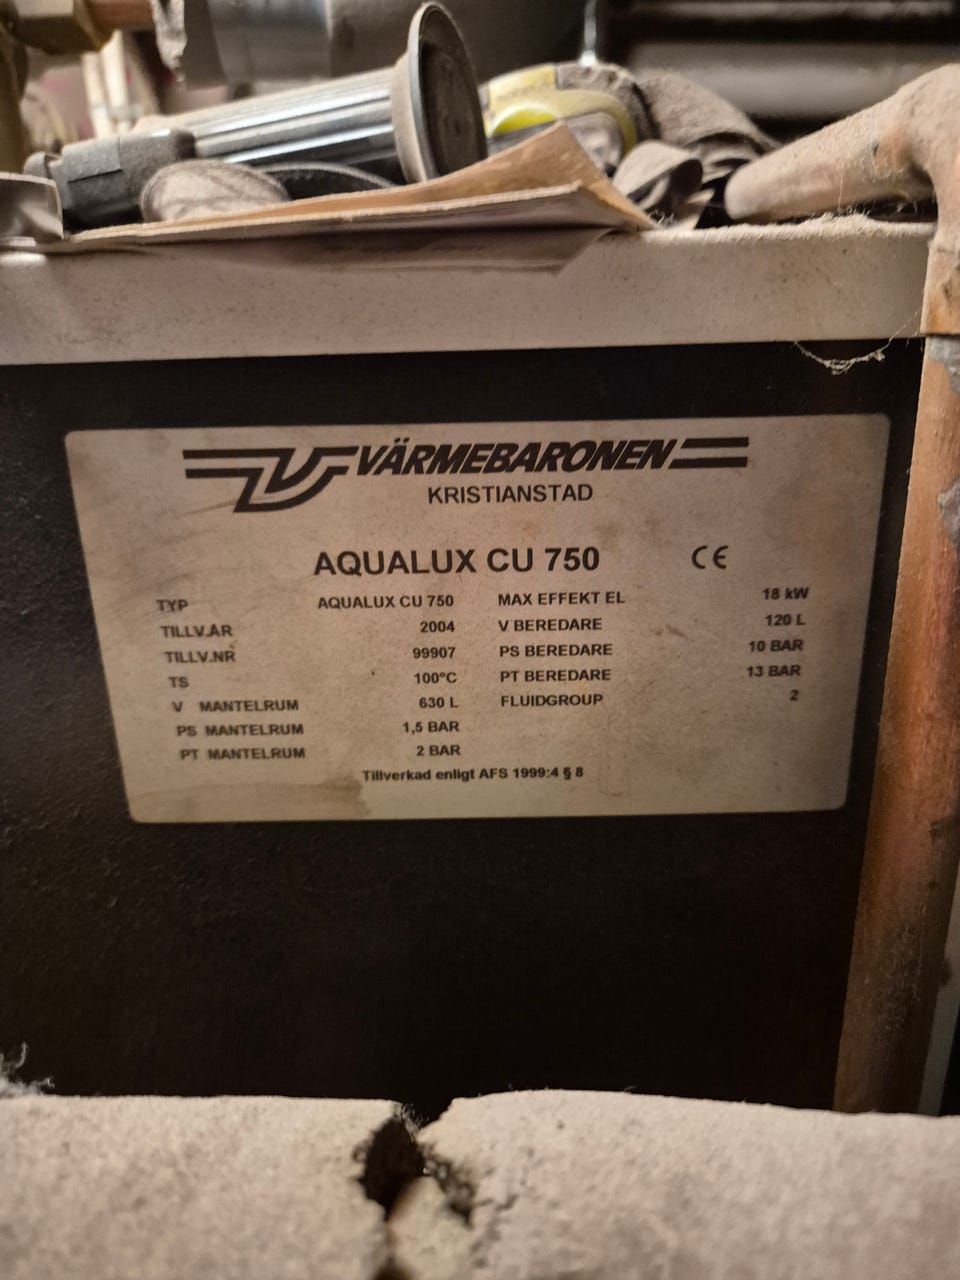 VÄRMEBARONEN
KRISTIANSTAD
AQUALUX CU 750 CE
TYP AQUALUX CU 750 MAX EFFEKT EL 18 kW
TILLV.ÅR 2004 V BEREDARE 120 L
TILLV.NR 99907 PS BEREDARE 10 BAR
TS 100°C PT BEREDARE 13 BAR
V MANTELRUM 630 L FLUIDGROUP 2
PS MANTELRUM 1,5 BAR
PT MANTELRUM 2 BAR
Tillverkad enligt AFS 1999:4 § 8